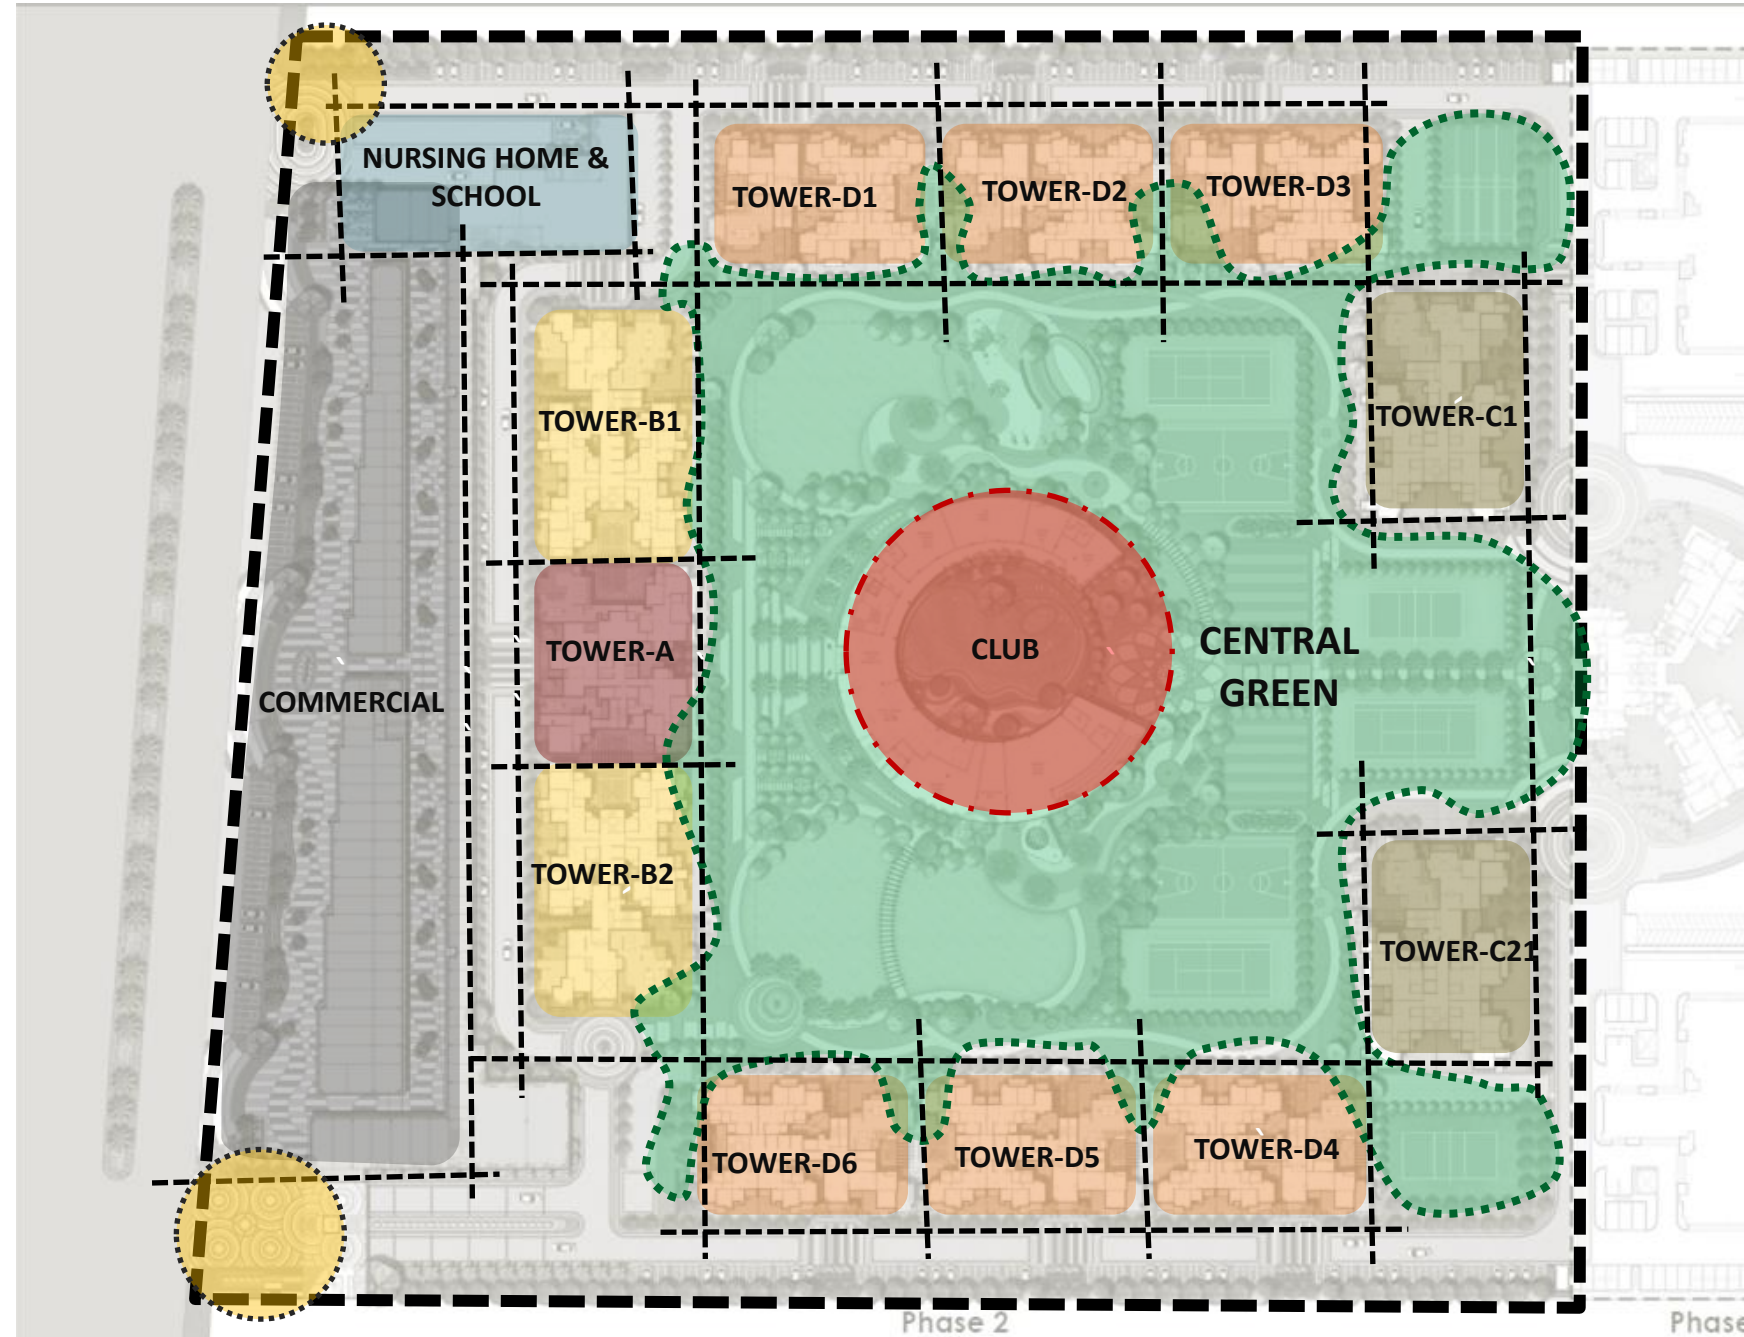 NURSING HOME &
SCHOOL
TOWER-D1
TOWER-D2
TOWER-D3
TOWER-B1
TOWER-C1
TOWER-A
CLUB
CENTRAL
GREEN
COMMERCIAL
TOWER-B2
TOWER-C21
TOWER-D6
TOWER-D5
TOWER-D4
Phase 2
Phase